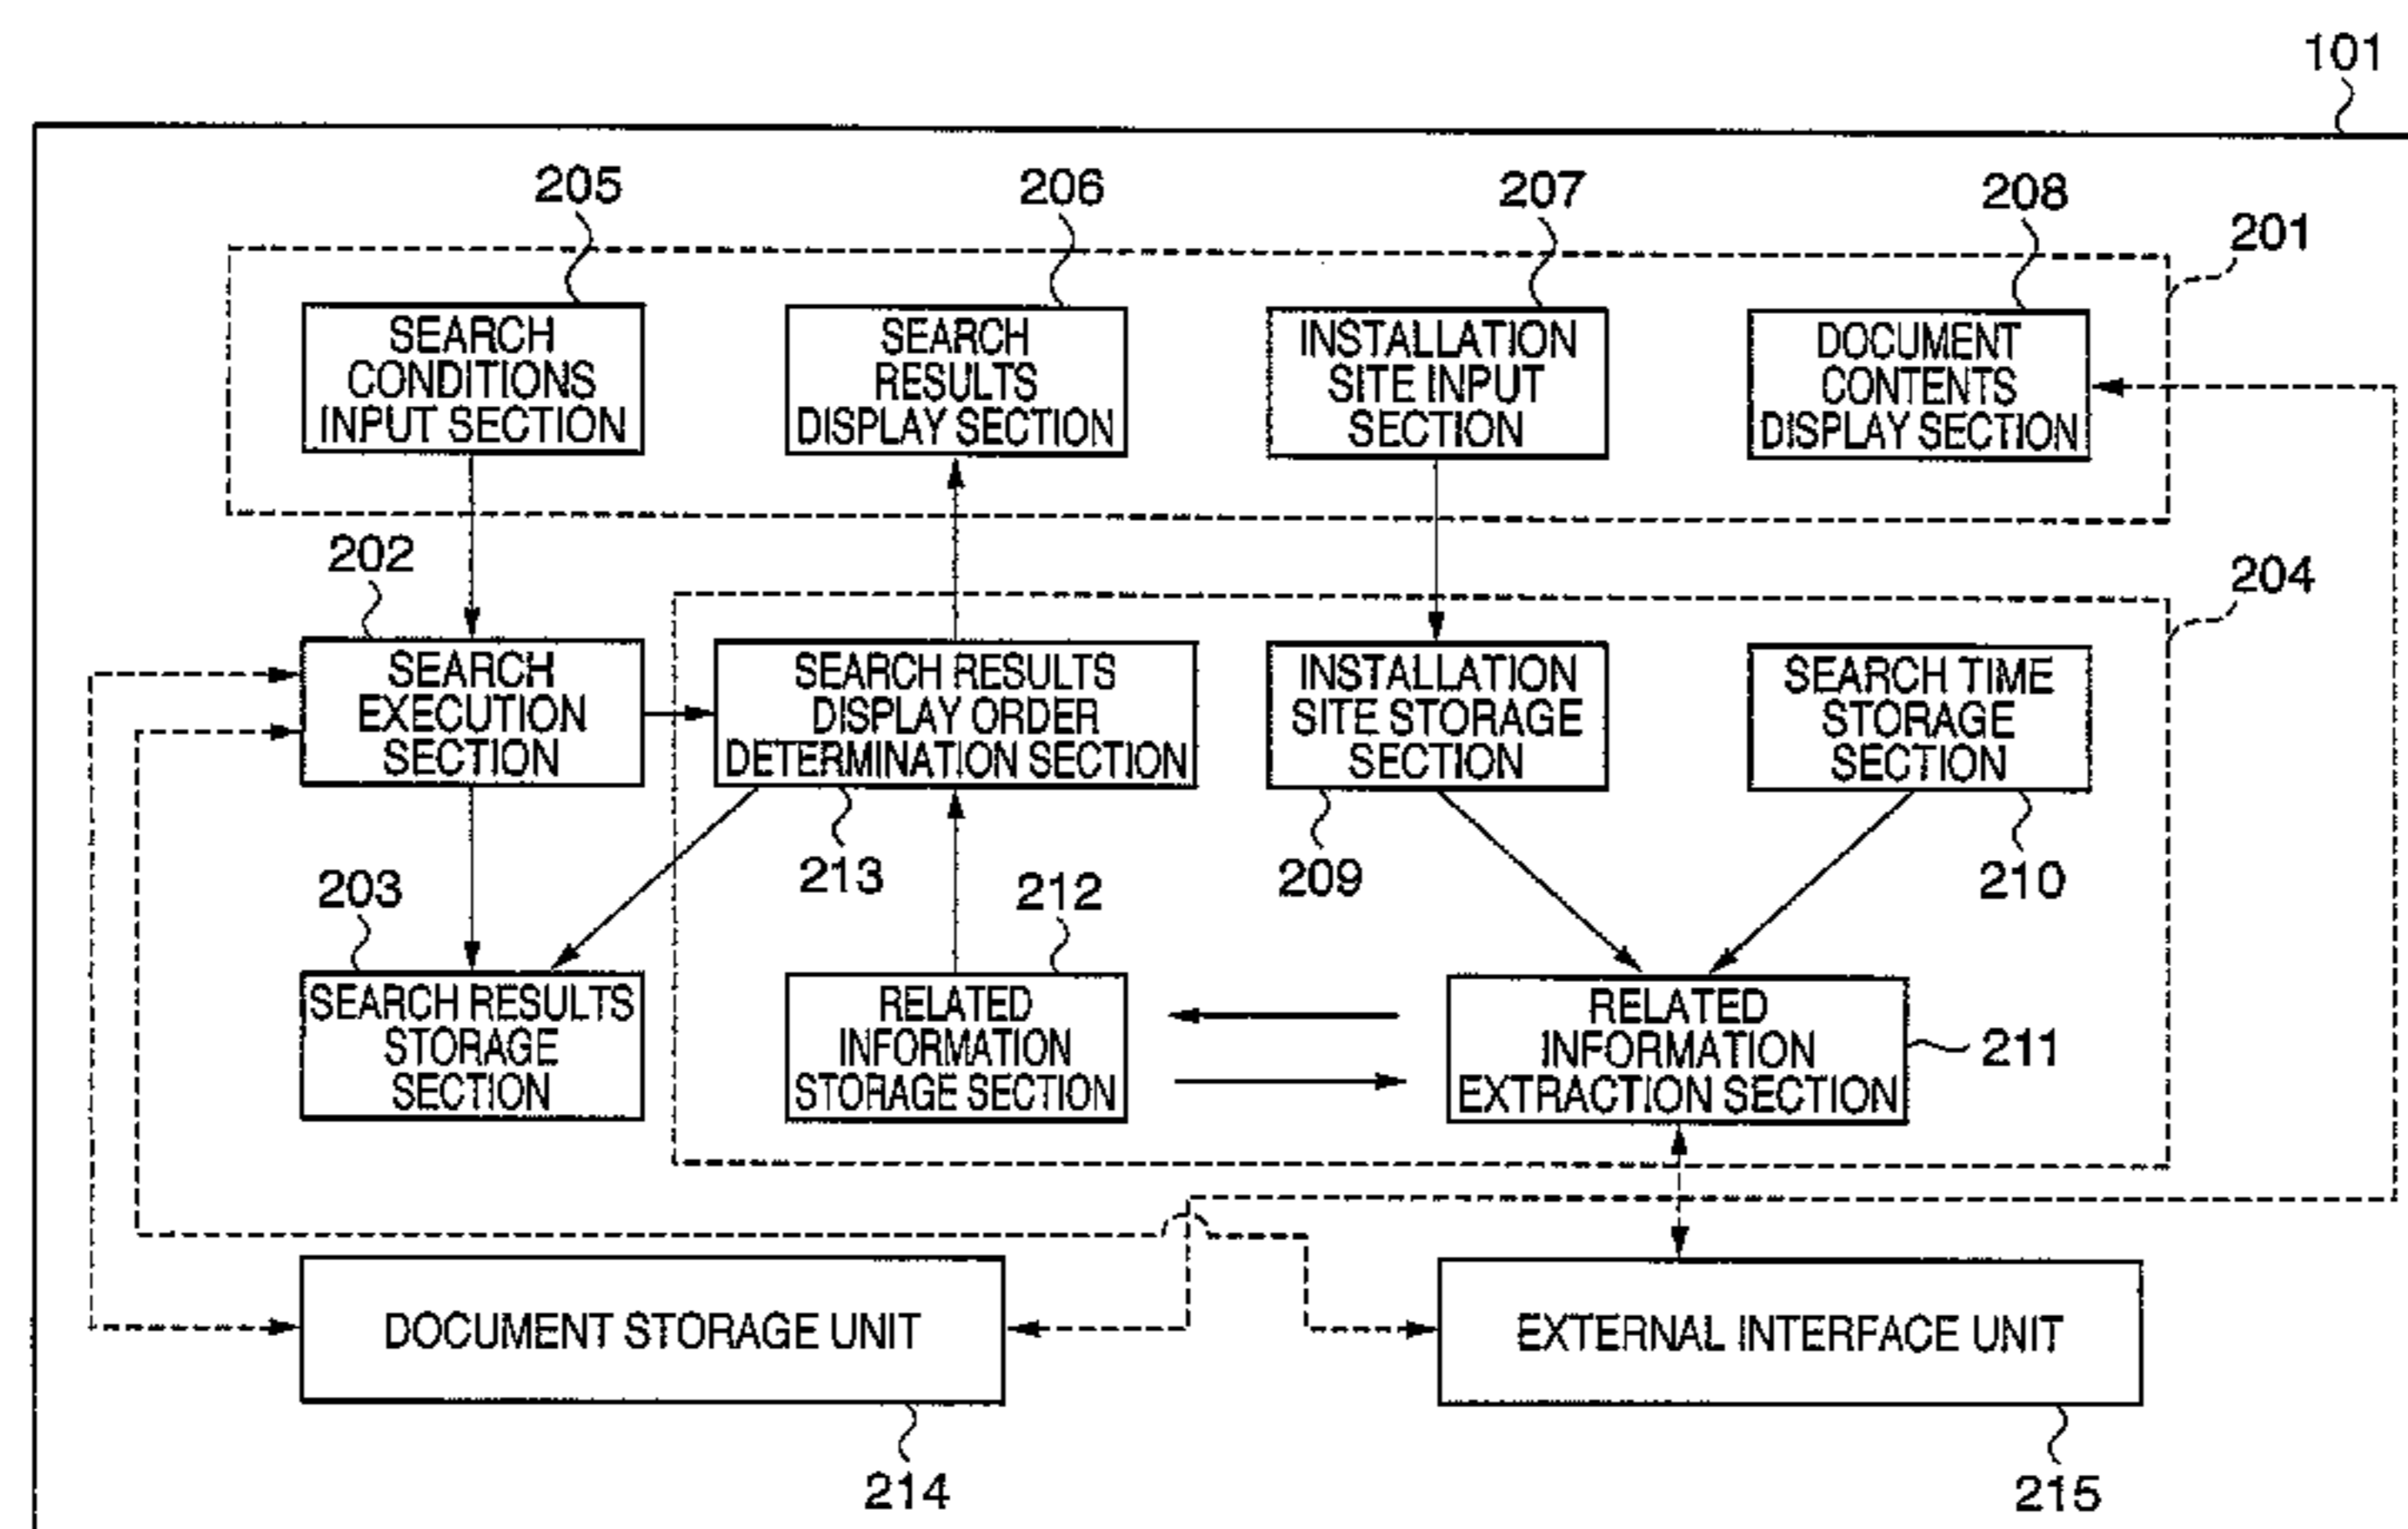 101
205
206
207
208
201
SEARCH
CONDITIONS
INPUT SECTION
SEARCH
RESULTS
DISPLAY SECTION
INSTALLATION
SITE INPUT
SECTION
DOCUMENT
CONTENTS
DISPLAY SECTION
202
204
SEARCH
EXECUTION
SECTION
SEARCH RESULTS
DISPLAY ORDER
DETERMINATION SECTION
INSTALLATION
SITE STORAGE
SECTION
SEARCH TIME
STORAGE
SECTION
203
213
212
209
210
SEARCH RESULTS
STORAGE
SECTION
RELATED
INFORMATION
STORAGE SECTION
RELATED
INFORMATION
EXTRACTION SECTION
211
DOCUMENT STORAGE UNIT
EXTERNAL INTERFACE UNIT
214
215